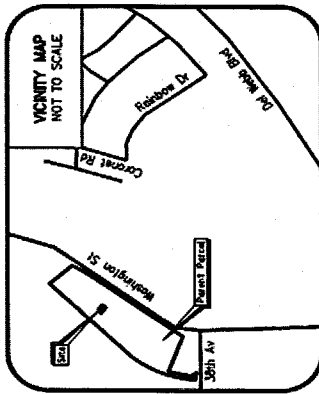 VICINITY MAP
NOT TO SCALE
Rainbow Dr
Del Webb Blvd
Coronet Rd
Washington St
Site
Parent Parcel
38th Av